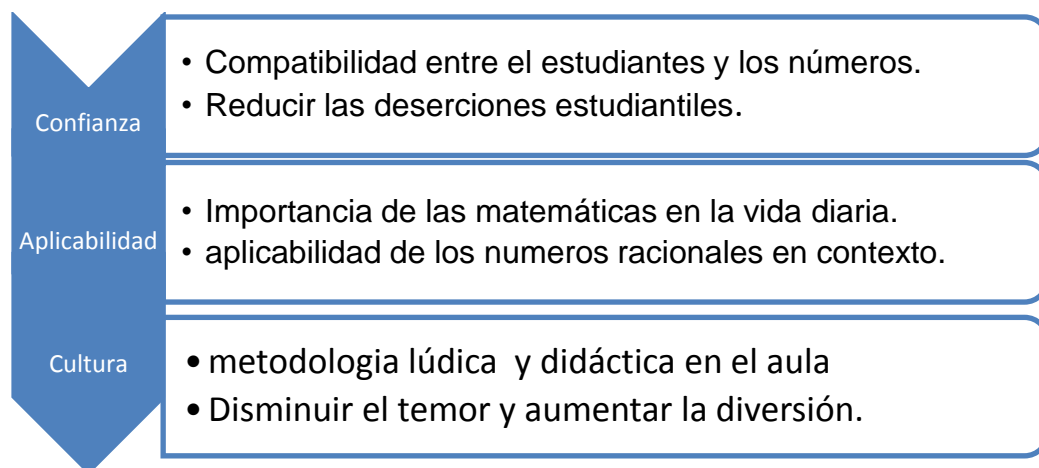 Confianza
• Compatibilidad entre el estudiantes y los números.
• Reducir las deserciones estudiantiles.
Aplicabilidad
• Importancia de las matemáticas en la vida diaria.
• aplicabilidad de los numeros racionales en contexto.
Cultura
• metodologia lúdica y didáctica en el aula
• Disminuir el temor y aumentar la diversión.